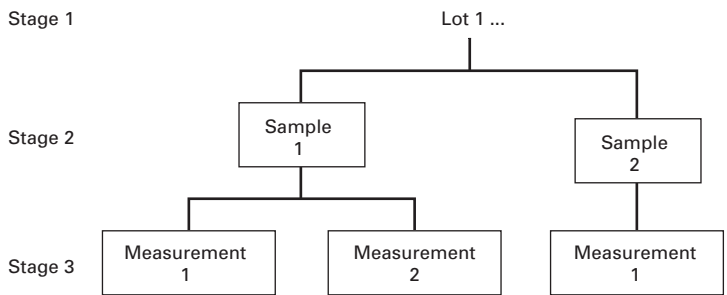 Stage 1
Lot 1 ...
Stage 2
Sample
1
Sample
2
Stage 3
Measurement
1
Measurement
2
Measurement
1